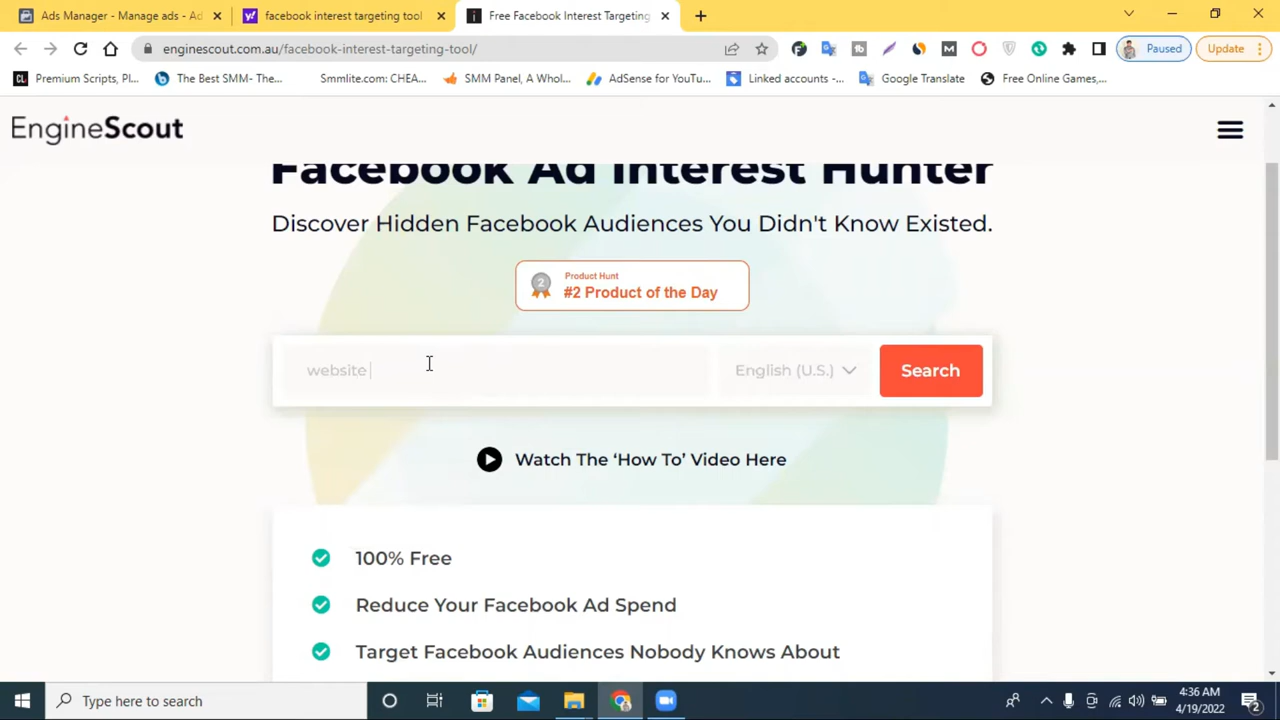 Ads Manager - Manage ads - Ad
facebook interest targeting tool
Free Facebook Interest Targeting
enginescout.com.au/facebook-interest-targeting-tool/
Paused
Update
Premium Scripts, Pl...
The Best SMM- The...
Smmlite.com: CHEA...
SMM Panel, A Whol...
AdSense for YouTu...
Linked accounts -...
Google Translate
Free Online Games,...
EngineScout
Facebook Ad Interest Hunter
Discover Hidden Facebook Audiences You Didn't Know Existed.
2
Product Hunt
#2 Product of the Day
website
English (U.S.)
Search
Watch The ‘How To’ Video Here
100% Free
Reduce Your Facebook Ad Spend
Target Facebook Audiences Nobody Knows About
Type here to search
4:36 AM
4/19/2022
2